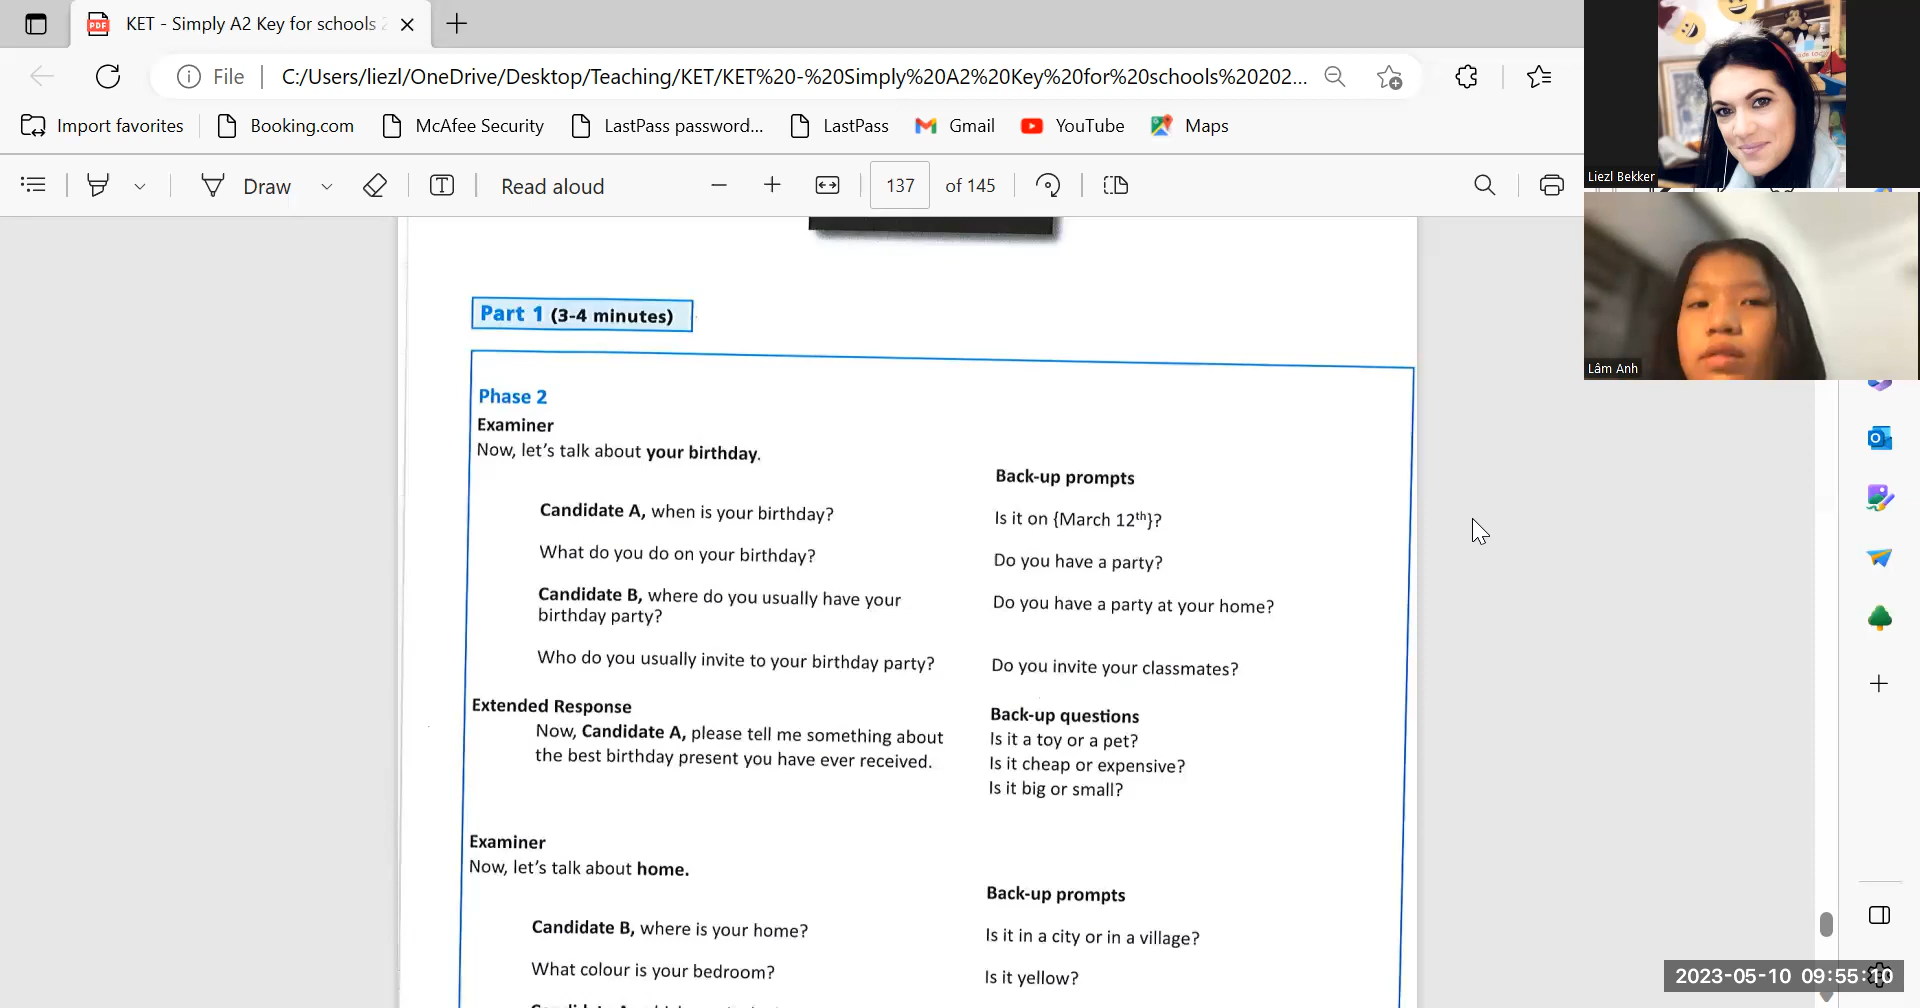 KET - Simply A2 Key for schools 2
File
C:/Users/liezl/OneDrive/Desktop/Teaching/KET/KET%20-%20Simply%20A2%20Key%20for%20schools%20202...
Import favorites
Booking.com
McAfee Security
LastPass password...
LastPass
Gmail
YouTube
Maps
Draw
Read aloud
137 of 145
Liezl Bekker
Lâm Anh
Part 1 (3-4 minutes)
Phase 2
Examiner
Now, let's talk about your birthday.
Back-up prompts
Candidate A, when is your birthday?
Is it on {March 12th}?
What do you do on your birthday?
Do you have a party?
Candidate B, where do you usually have your
birthday party?
Do you have a party at your home?
Who do you usually invite to your birthday party?
Do you invite your classmates?
Extended Response
Now, Candidate A, please tell me something about
the best birthday present you have ever received.
Back-up questions
Is it a toy or a pet?
Is it cheap or expensive?
Is it big or small?
Examiner
Now, let's talk about home.
Back-up prompts
Candidate B, where is your home?
Is it in a city or in a village?
What colour is your bedroom?
Is it yellow?
2023-05-10 09:55:10